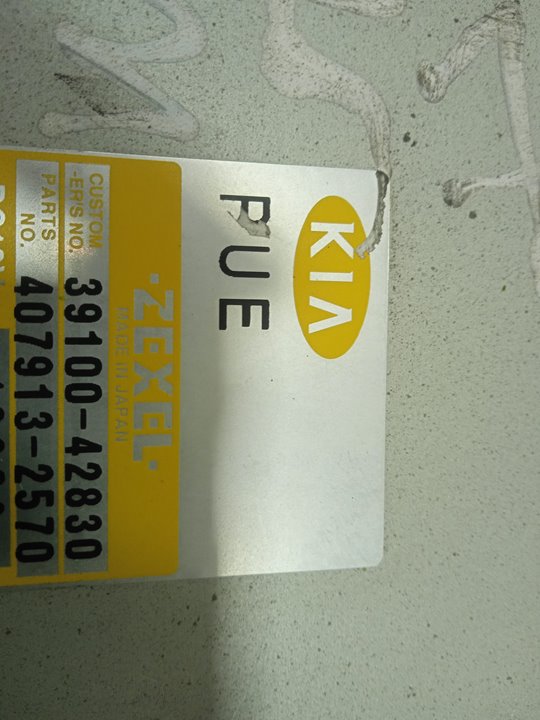 KIA
PUE
·ZEXEL·
MADE IN JAPAN
CUSTOM
-ER'S NO. 39100-42830
PARTS
NO. 407913-2570